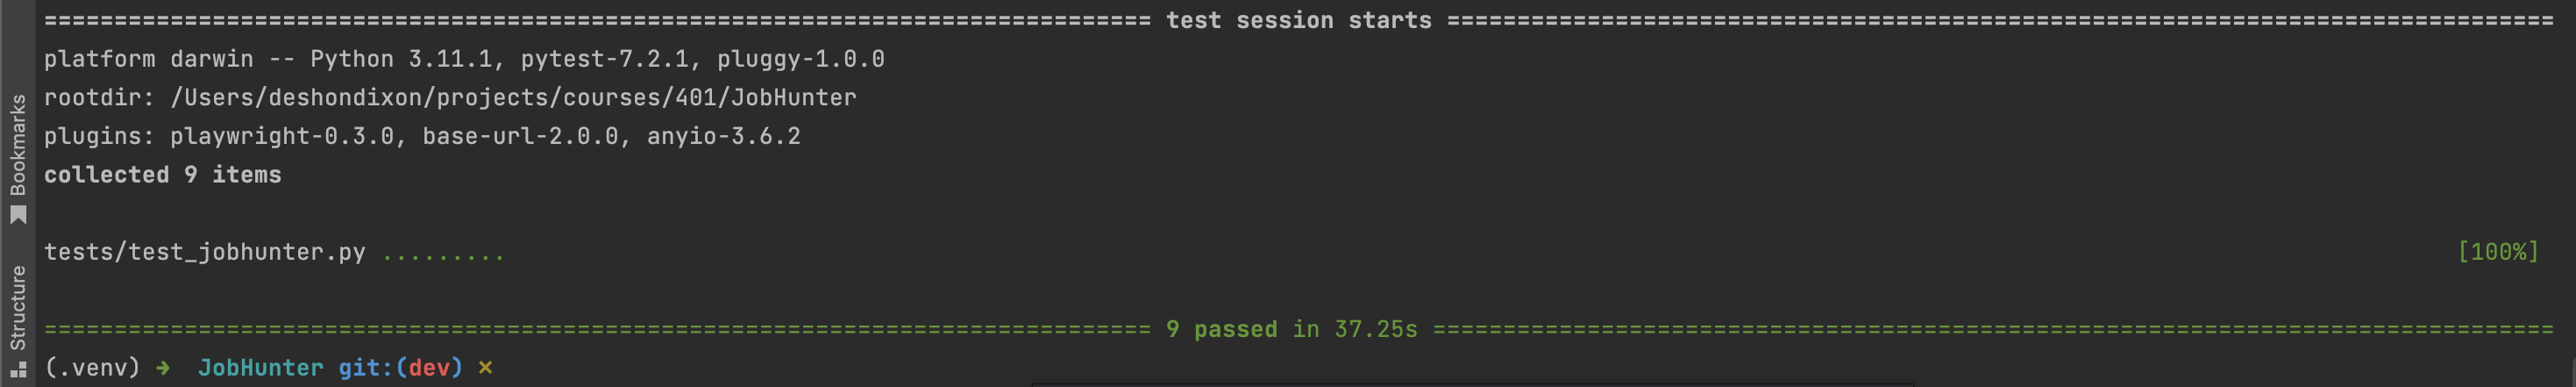 ============================================================================== test session starts ===============================================================================
platform darwin -- Python 3.11.1, pytest-7.2.1, pluggy-1.0.0
rootdir: /Users/deshondixon/projects/courses/401/JobHunter
plugins: playwright-0.3.0, base-url-2.0.0, anyio-3.6.2
collected 9 items
tests/test_jobhunter.py ......... [100%]
=============================================================================== 9 passed in 37.25s ================================================================================
(.venv) ➜ JobHunter git:(dev) ✗
Bookmarks
Structure